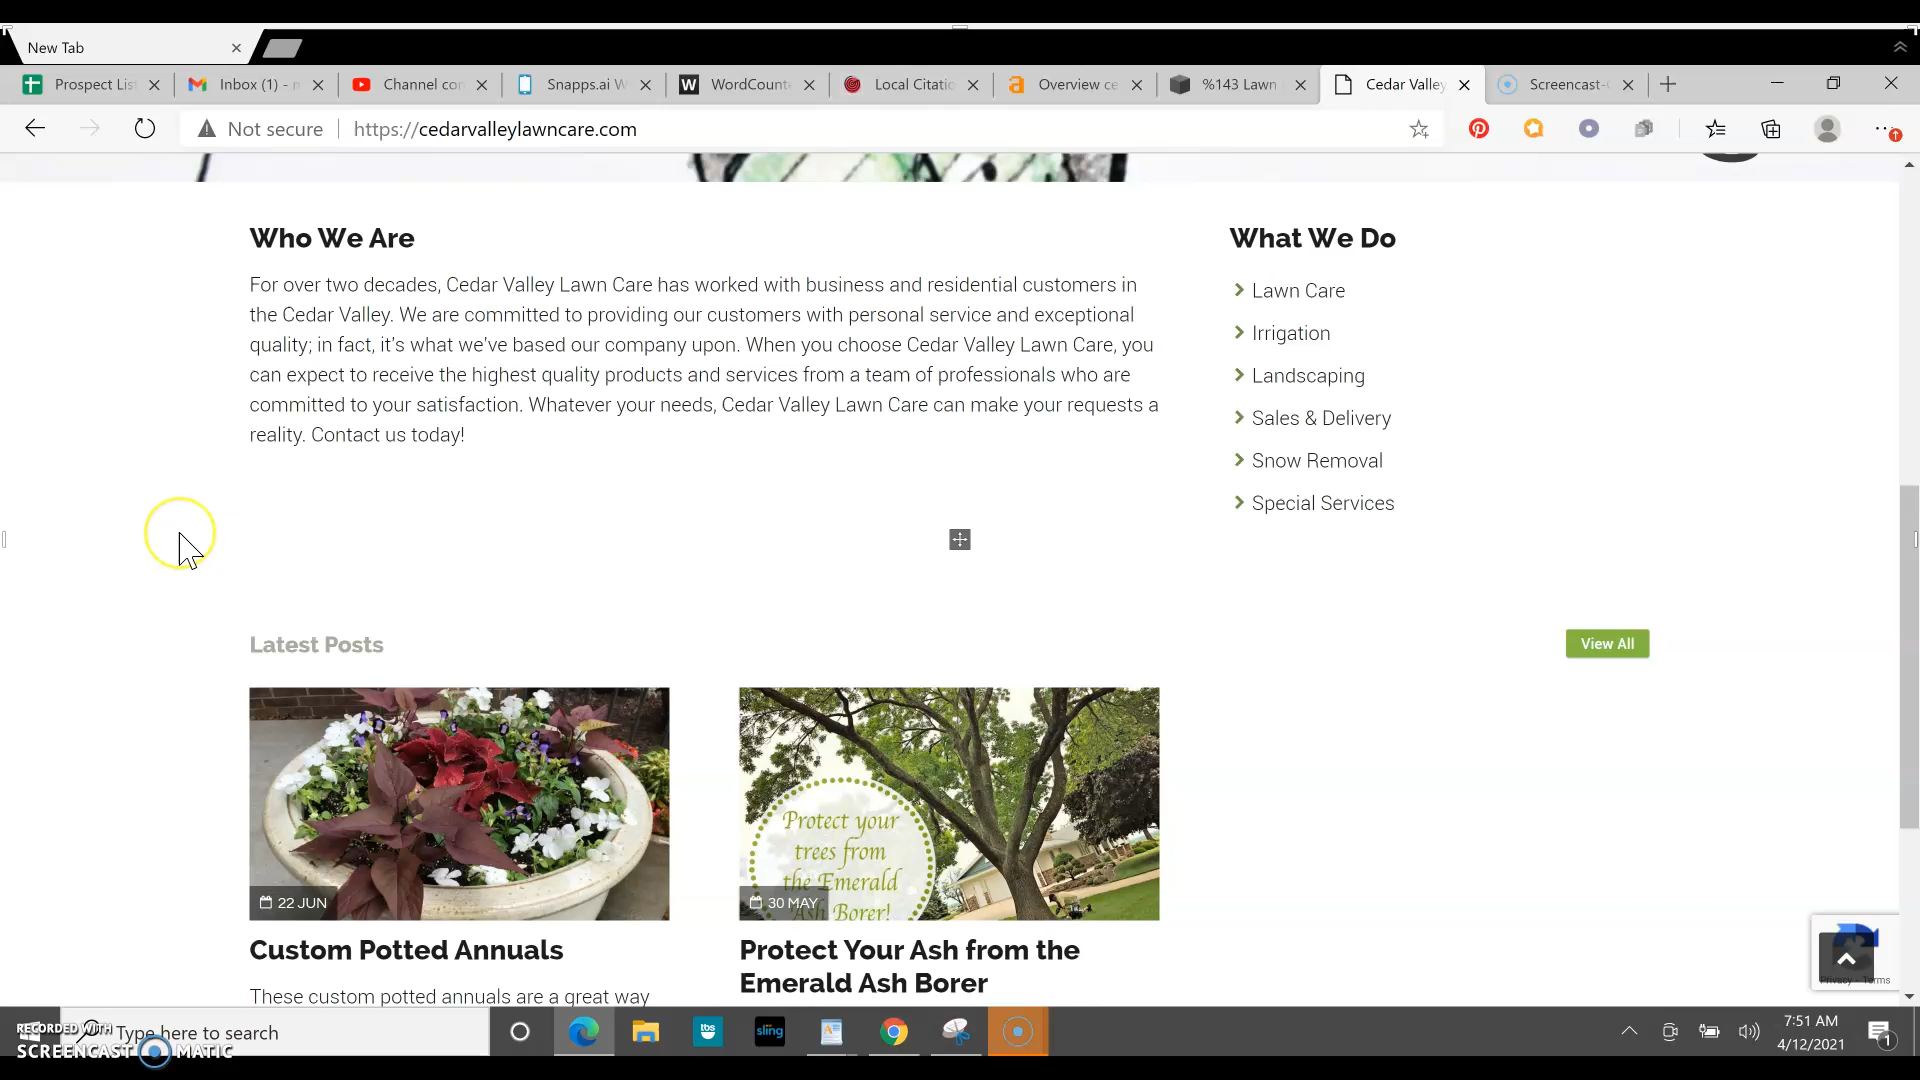 New Tab
Prospect Lis
Inbox (1) - n
Channel con
Snapps.ai W
WordCount
Local Citatio
Overview ce
%143 Lawn
Cedar Valley
Screencast-O
Not secure
https://cedarvalleylawncare.com
Who We Are
For over two decades, Cedar Valley Lawn Care has worked with business and residential customers in
the Cedar Valley. We are committed to providing our customers with personal service and exceptional
quality; in fact, it's what we've based our company upon. When you choose Cedar Valley Lawn Care, you
can expect to receive the highest quality products and services from a team of professionals who are
committed to your satisfaction. Whatever your needs, Cedar Valley Lawn Care can make your requests a
reality. Contact us today!
What We Do
Lawn Care
Irrigation
Landscaping
Sales & Delivery
Snow Removal
Special Services
Latest Posts
View All
Protect your
trees from
the Emerald
Ash Borer!
22 JUN
30 MAY
Custom Potted Annuals
Protect Your Ash from the
Emerald Ash Borer
These custom potted annuals are a great way
Privacy - Terms
Type here to search
RECORDED WITH
SCREENCAST MATIC
tbs
sling
7:51 AM
4/12/2021
1